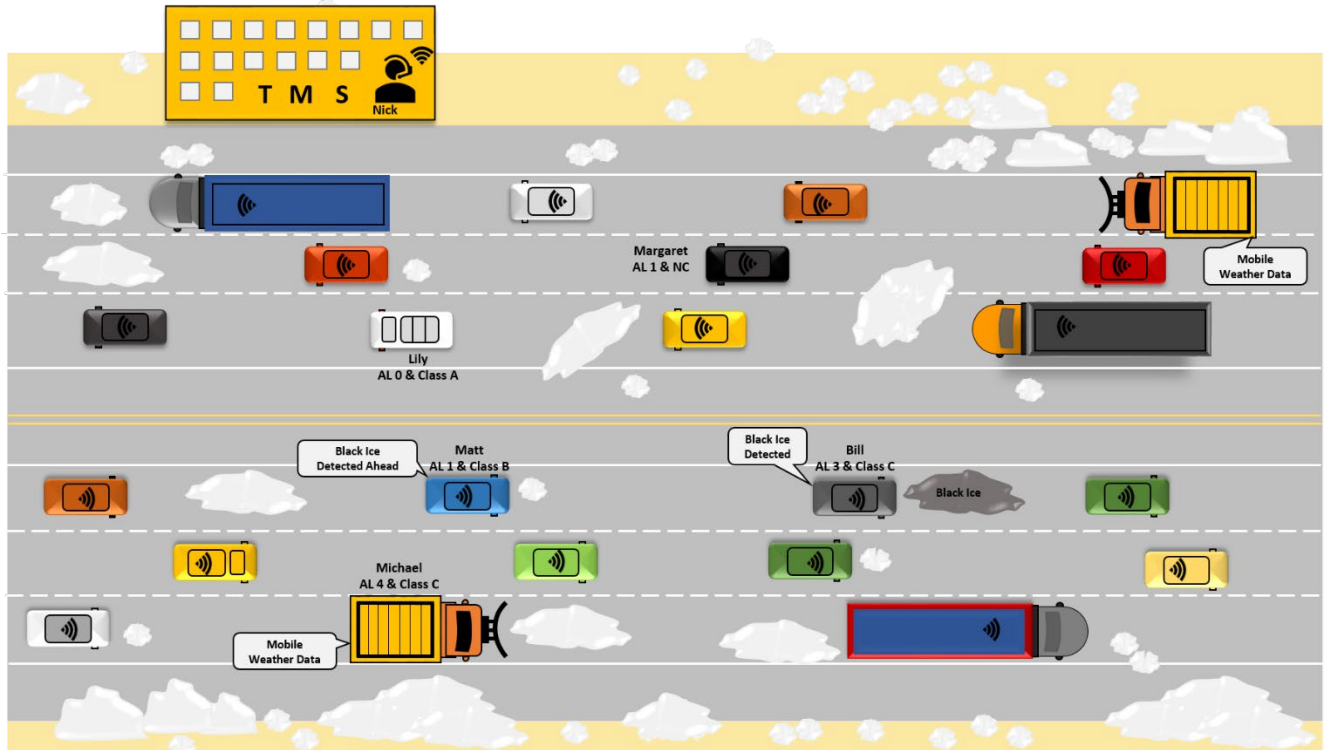 T M S
Nick
Margaret
AL 1 & NC
Mobile
Weather Data
Lily
AL 0 & Class A
Black Ice
Detected Ahead
Matt
AL 1 & Class B
Black Ice
Detected
Bill
AL 3 & Class C
Black Ice
Michael
AL 4 & Class C
Mobile
Weather Data